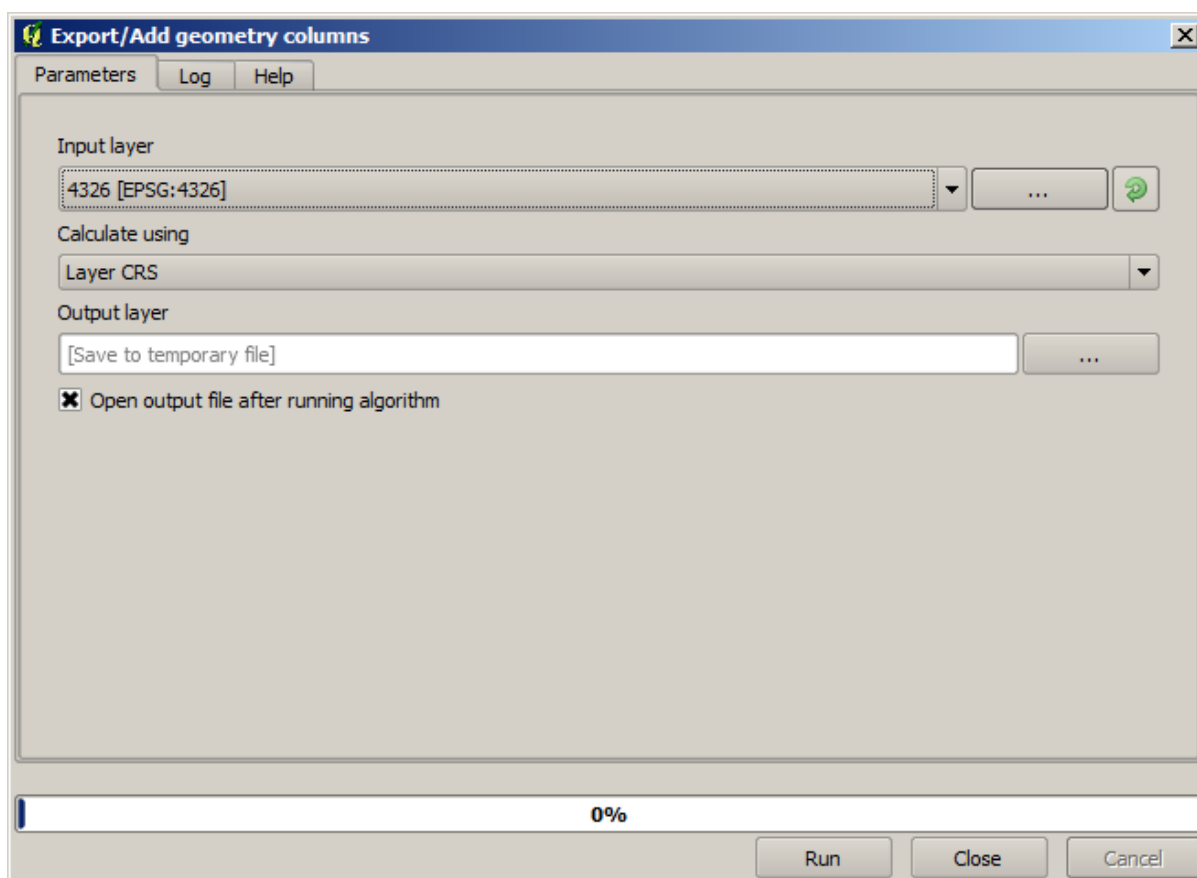 Export/Add geometry columns
Parameters Log Help
Input layer
4326 [EPSG:4326]
...
Calculate using
Layer CRS
Output layer
[Save to temporary file]
...
Open output file after running algorithm
0%
Run Close Cancel